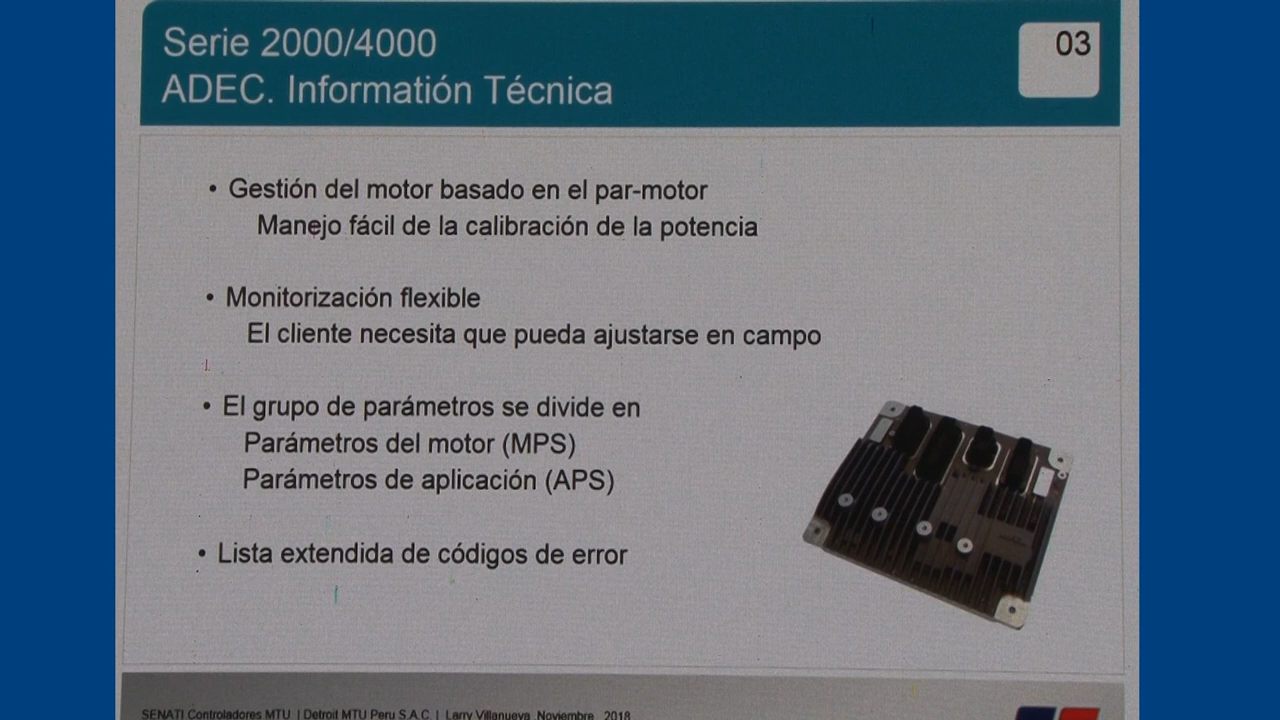 Serie 2000/4000
ADEC. Informatión Técnica
03
• Gestión del motor basado en el par-motor
Manejo fácil de la calibración de la potencia
• Monitorización flexible
El cliente necesita que pueda ajustarse en campo
• El grupo de parámetros se divide en
Parámetros del motor (MPS)
Parámetros de aplicación (APS)
• Lista extendida de códigos de error
SENATI Controladores MTU | Detroit MTU Peru S.A.C. | Larry Villanueva Noviembre 2018